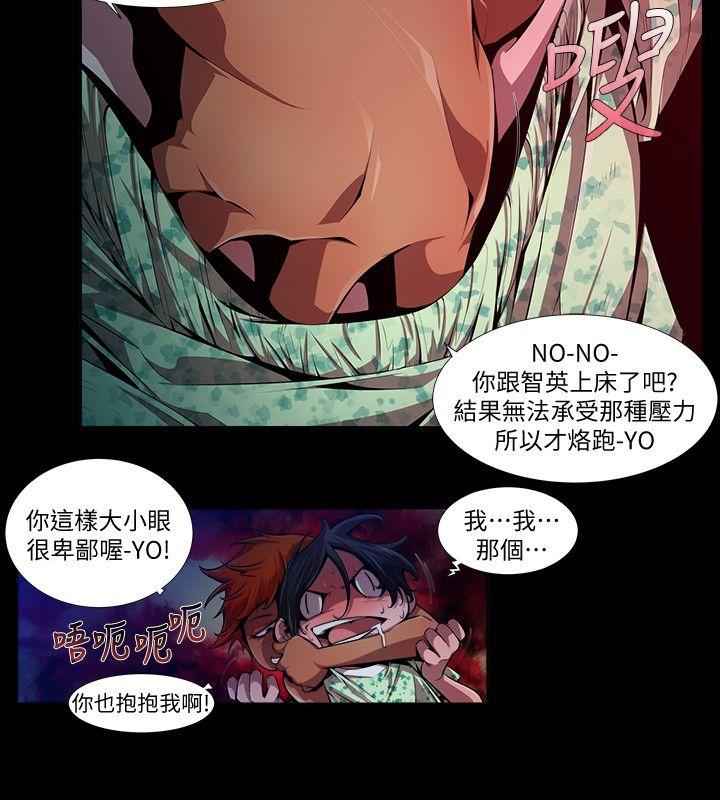 嗖
NO-NO-
你跟智英上床了吧?
結果無法承受那種壓力
所以才烙跑-YO
你這樣大小眼
很卑鄙喔-YO!
我…我…
那個…
唔呃呃呃
你也抱抱我啊!